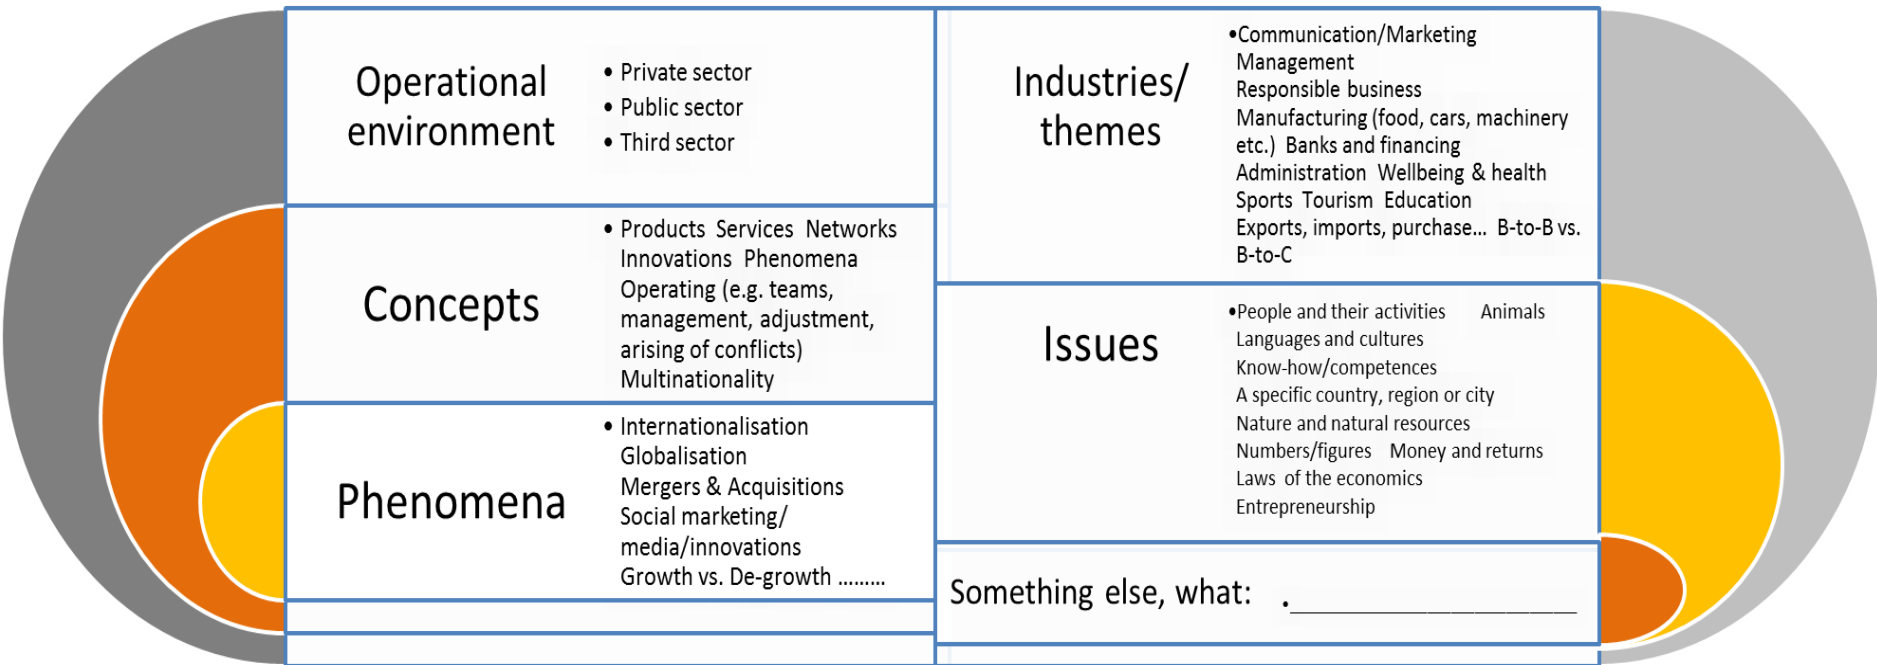 Operational
environment
• Private sector
• Public sector
• Third sector
Concepts
• Products Services Networks
Innovations Phenomena
Operating (e.g. teams,
management, adjustment,
arising of conflicts)
Multinationality
Phenomena
• Internationalisation
Globalisation
Mergers & Acquisitions
Social marketing/
media/innovations
Growth vs. De-growth .........
Industries/
themes
•Communication/Marketing
Management
Responsible business
Manufacturing (food, cars, machinery
etc.) Banks and financing
Administration Wellbeing & health
Sports Tourism Education
Exports, imports, purchase... B-to-B vs.
B-to-C
Issues
•People and their activities Animals
Languages and cultures
Know-how/competences
A specific country, region or city
Nature and natural resources
Numbers/figures Money and returns
Laws of the economics
Entrepreneurship
Something else, what: •__________________________